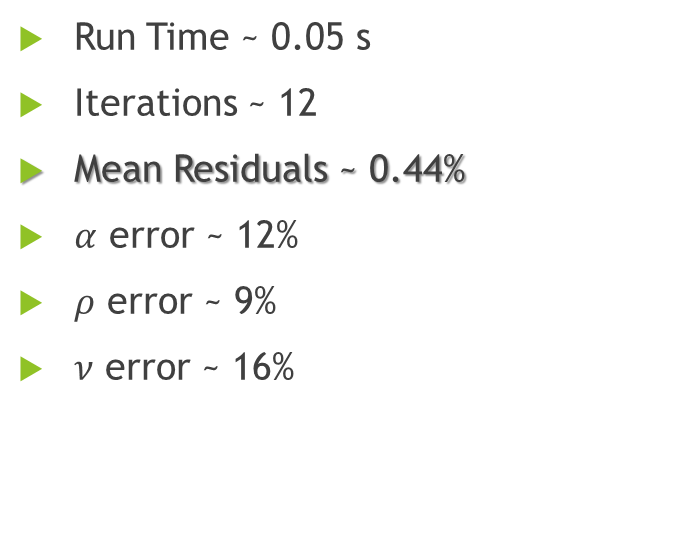 Run Time ~ 0.05 s
Iterations ~ 12
Mean Residuals ~ 0.44%
α error ~ 12%
ρ error ~ 9%
ν error ~ 16%